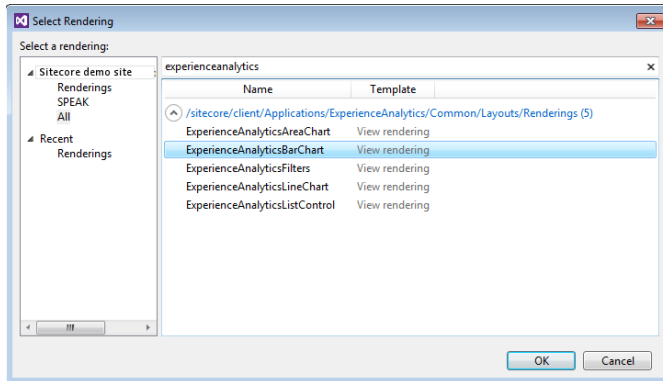 Select Rendering
Select a rendering:
Sitecore demo site
Renderings
SPEAK
All
Recent
Renderings
experienceanalytics
Name Template
/sitecore/client/Applications/ExperienceAnalytics/Common/Layouts/Renderings (5)
ExperienceAnalyticsAreaChart View rendering
ExperienceAnalyticsBarChart View rendering
ExperienceAnalyticsFilters View rendering
ExperienceAnalyticsLineChart View rendering
ExperienceAnalyticsListControl View rendering
OK Cancel